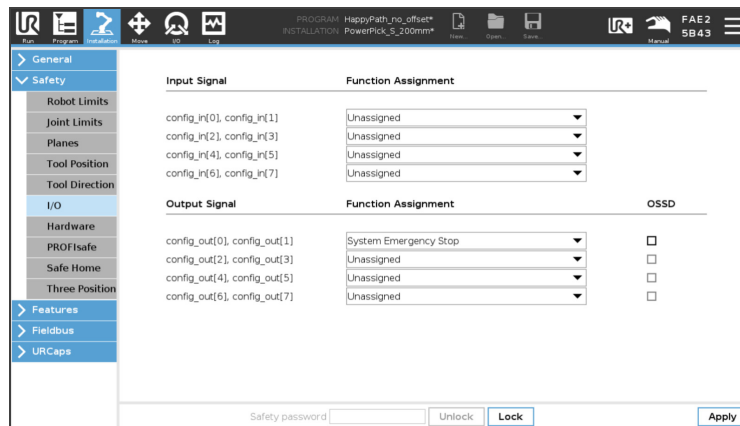 UR
PROGRAM HappyPath_no_offset*
INSTALLATION PowerPick_S_200mm*
Run Program Installation Move I/O Log New... Open... Save... UR+ Manual FAE2 5B43
General
Safety
Robot Limits
Joint Limits
Planes
Tool Position
Tool Direction
I/O
Hardware
PROFIsafe
Safe Home
Three Position
Features
Fieldbus
URCaps
Input Signal Function Assignment
config_in[0], config_in[1] Unassigned
config_in[2], config_in[3] Unassigned
config_in[4], config_in[5] Unassigned
config_in[6], config_in[7] Unassigned
Output Signal Function Assignment OSSD
config_out[0], config_out[1] System Emergency Stop
config_out[2], config_out[3] Unassigned
config_out[4], config_out[5] Unassigned
config_out[6], config_out[7] Unassigned
Safety password Unlock Lock Apply